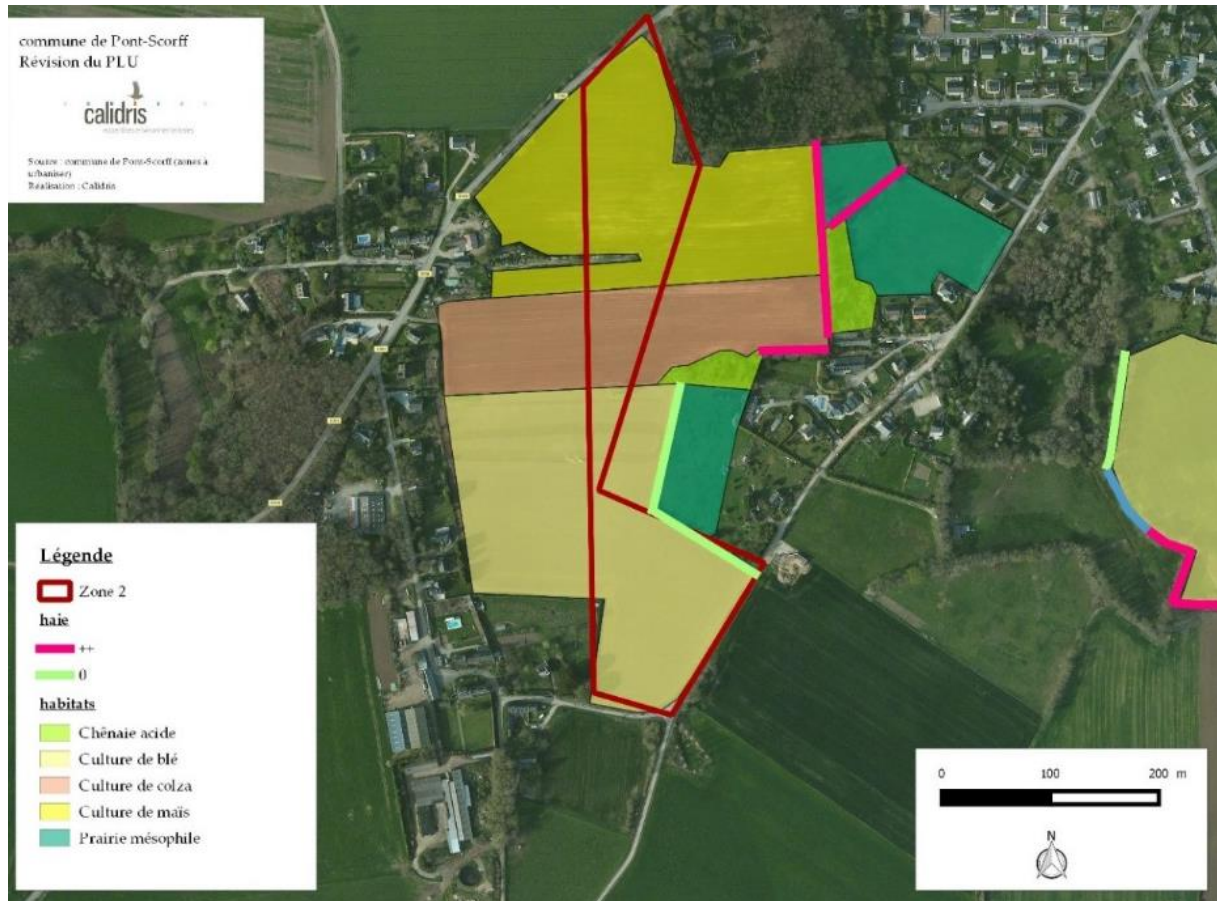 commune de Pont-Scorff
Révision du PLU
calidris
Source : commune de Pont-Scorff (zones à
urbaniser)
Réalisation : Calidris
Légende
Zone 2
haie
++
0
habitats
Chênaie acide
Culture de blé
Culture de colza
Culture de maïs
Prairie mésophile
0 100 200 m
N